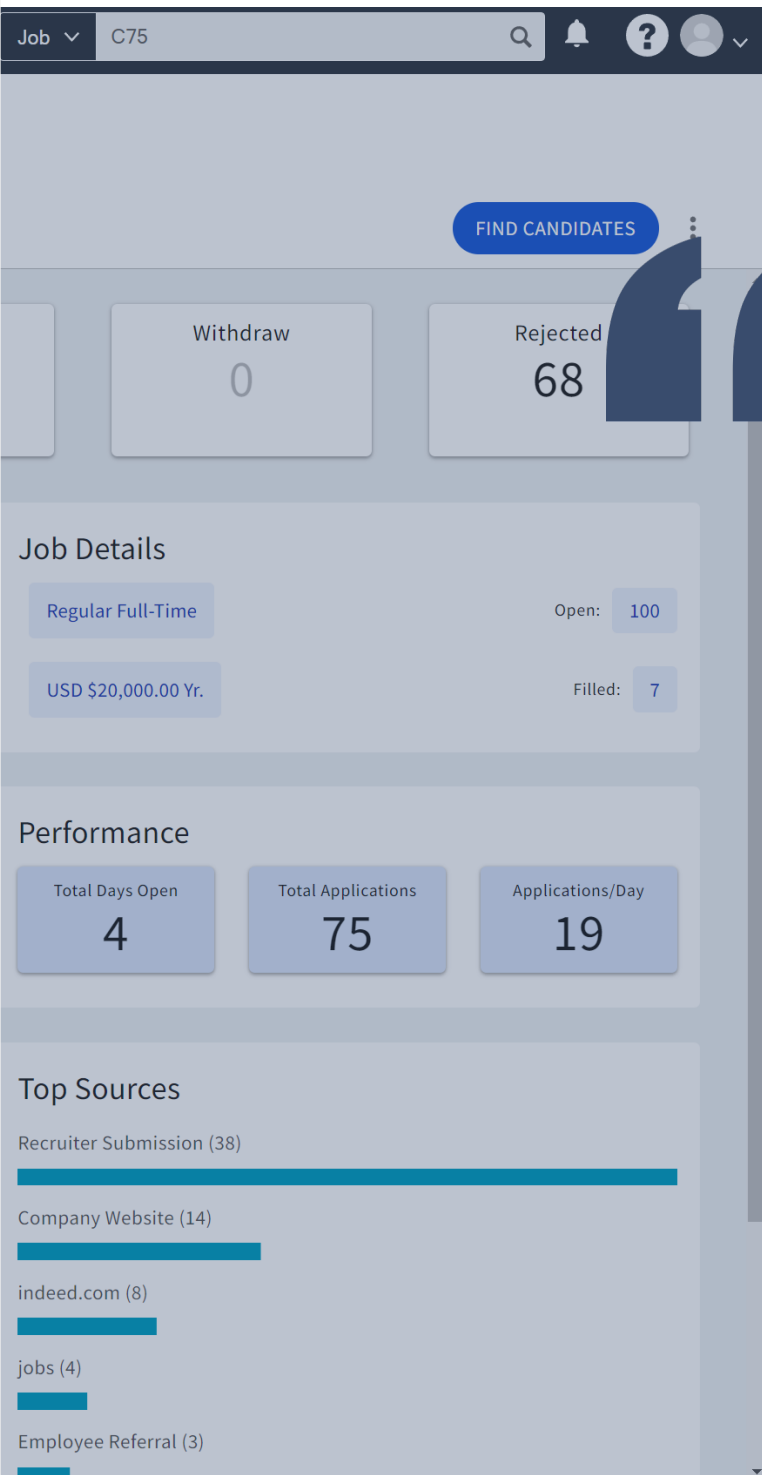 Job C75
?
FIND CANDIDATES
Withdraw Rejected
0 68
Job Details
Regular Full-Time Open: 100
USD $20,000.00 Yr. Filled: 7
Performance
Total Days Open Total Applications Applications/Day
4 75 19
Top Sources
Recruiter Submission (38)
Company Website (14)
indeed.com (8)
jobs (4)
Employee Referral (3)